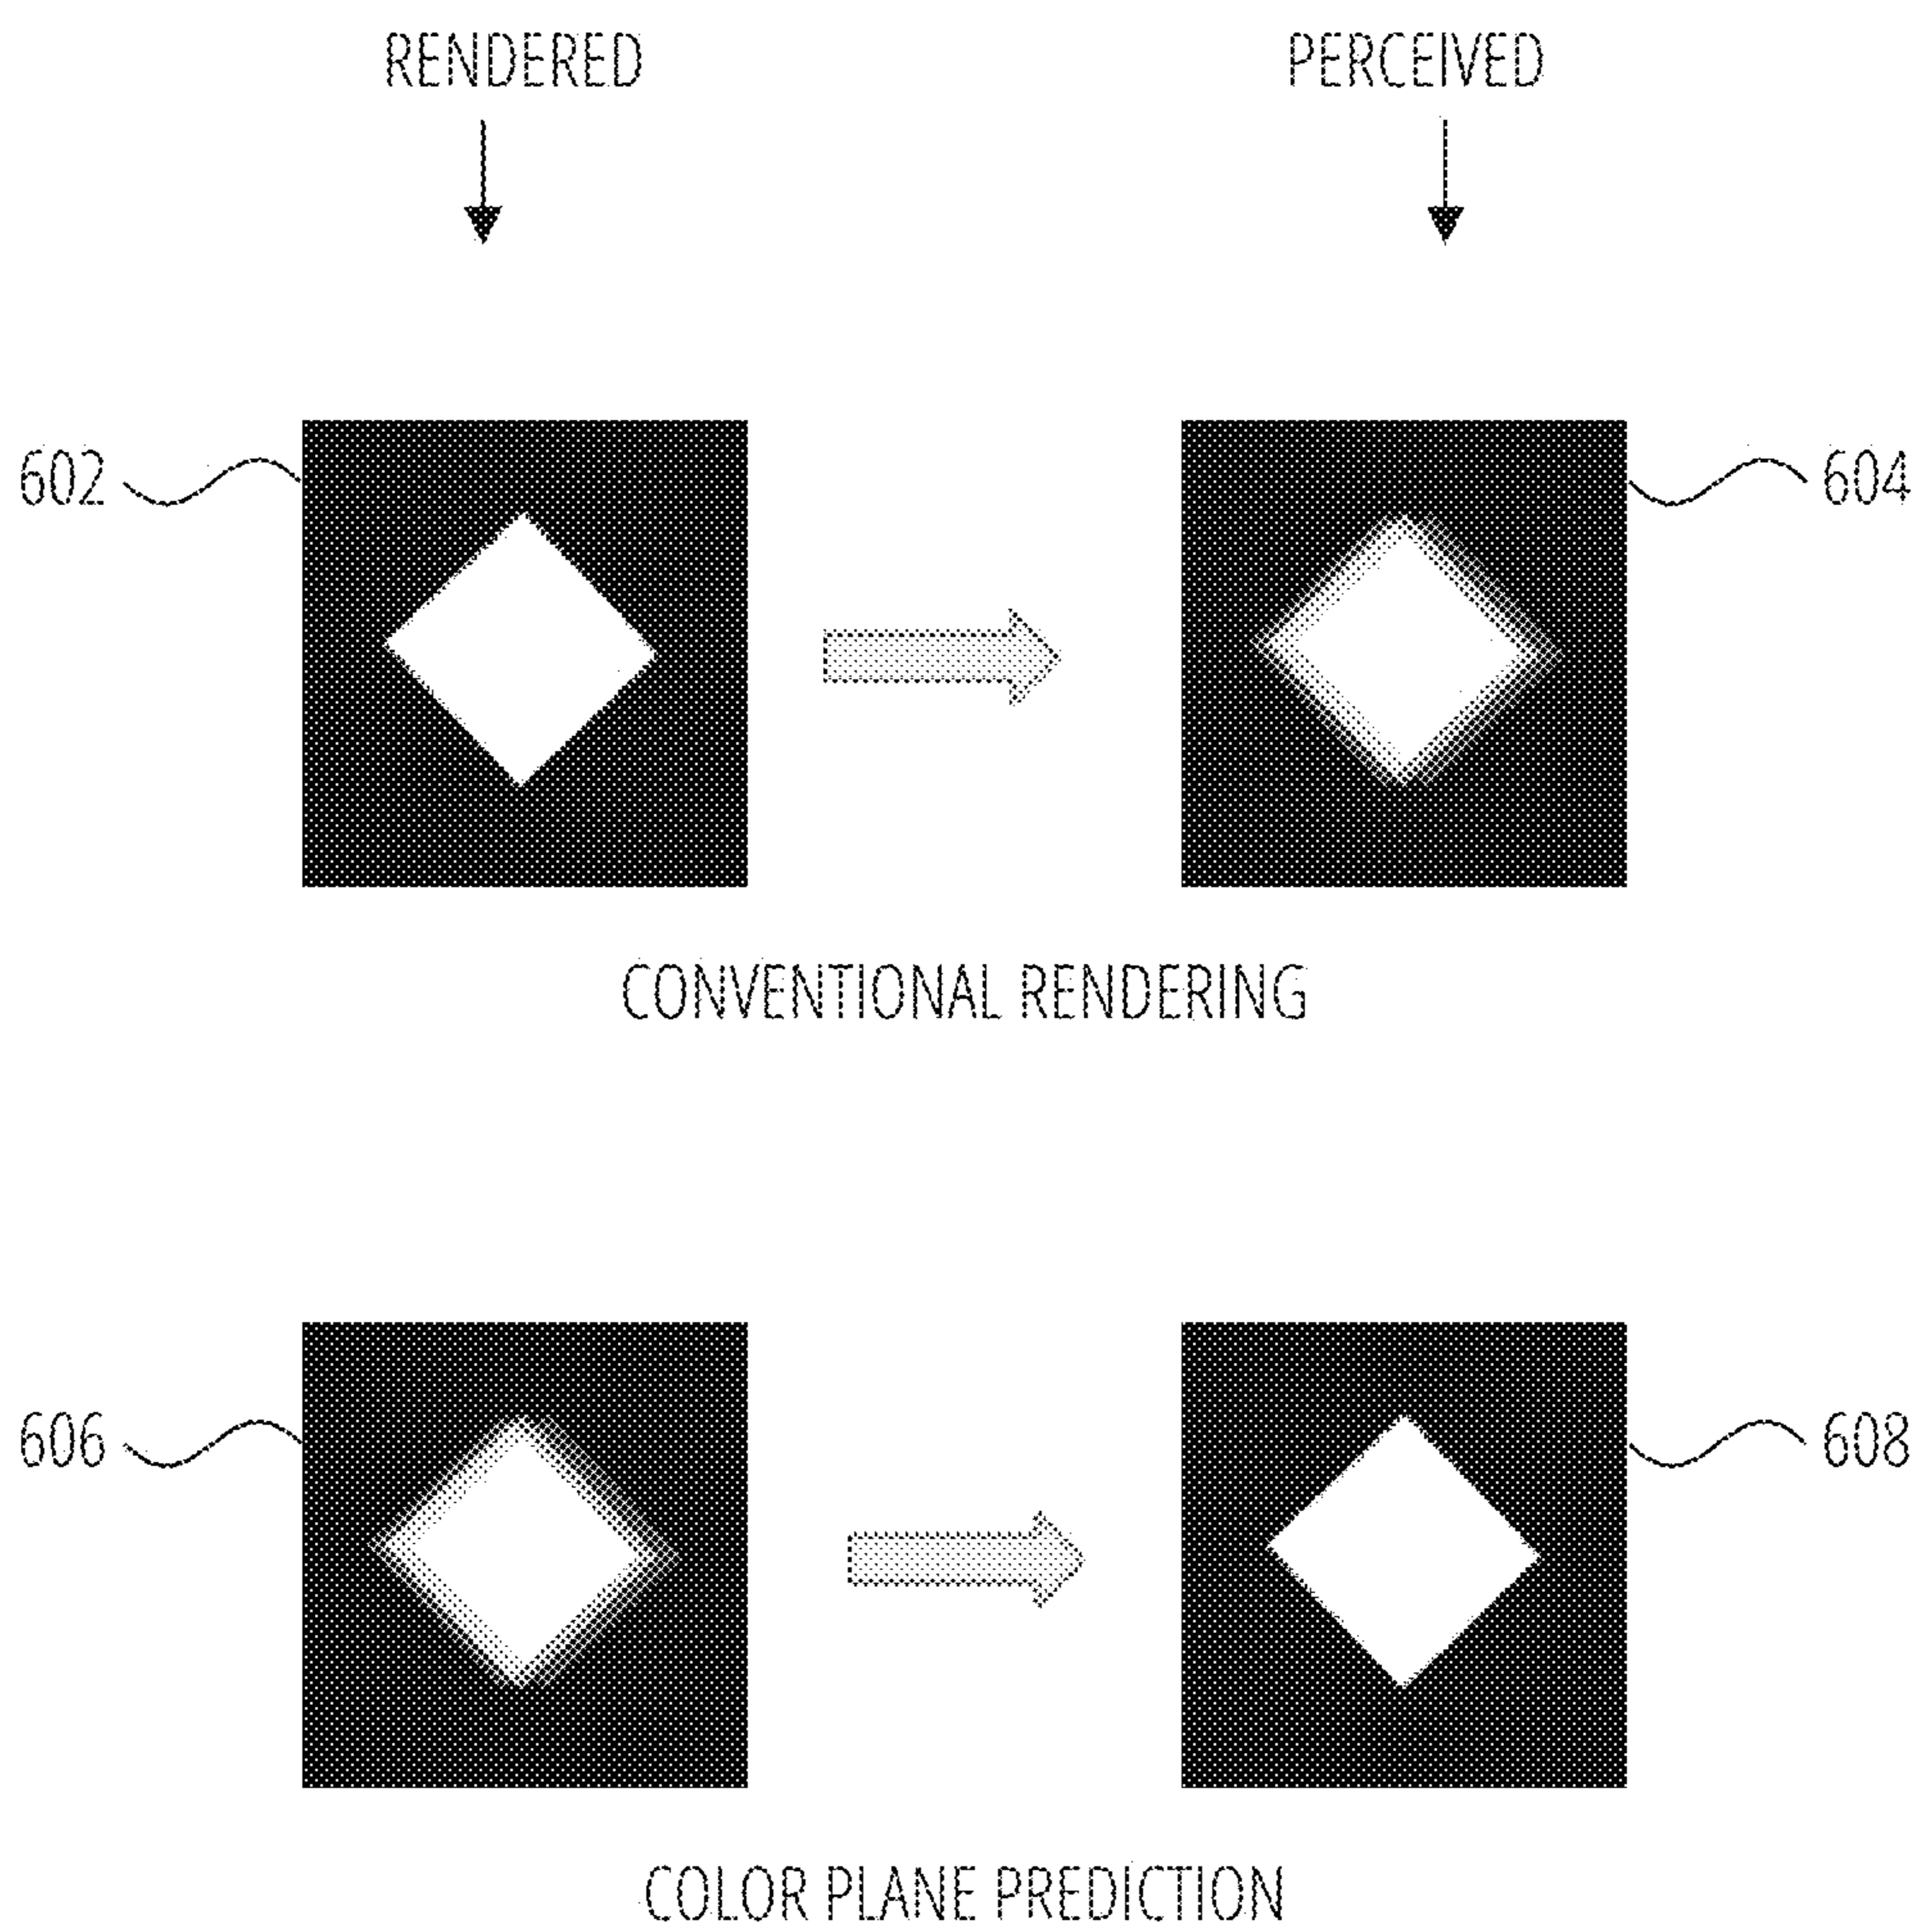 RENDERED
PERCEIVED
602
604
CONVENTIONAL RENDERING
606
608
COLOR PLANE PREDICTION